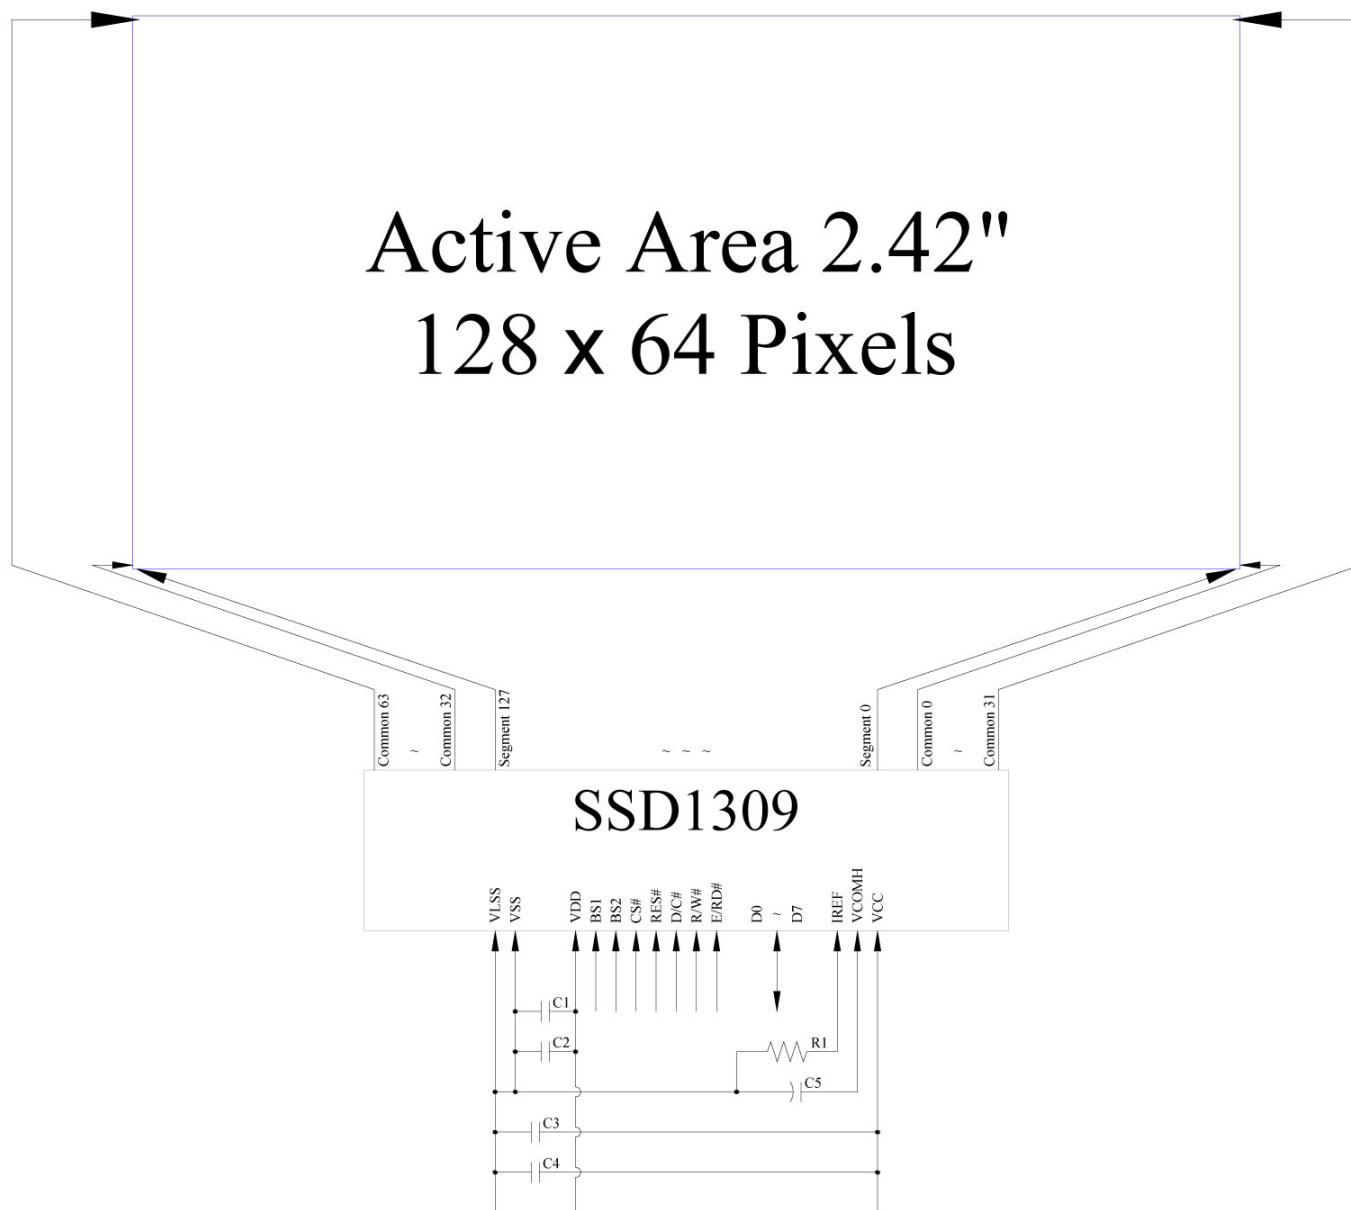 Active Area 2.42"
128 x 64 Pixels
Common 63
~
Common 32
Segment 127
~ ~ ~
Segment 0
Common 0
~
Common 31
SSD1309
VLSS
VSS
VDD
BS1
BS2
CS#
RES#
D/C#
R/W#
E/RD#
D0
~
D7
IREF
VCOMH
VCC
C1
C2
R1
C5
C3
C4